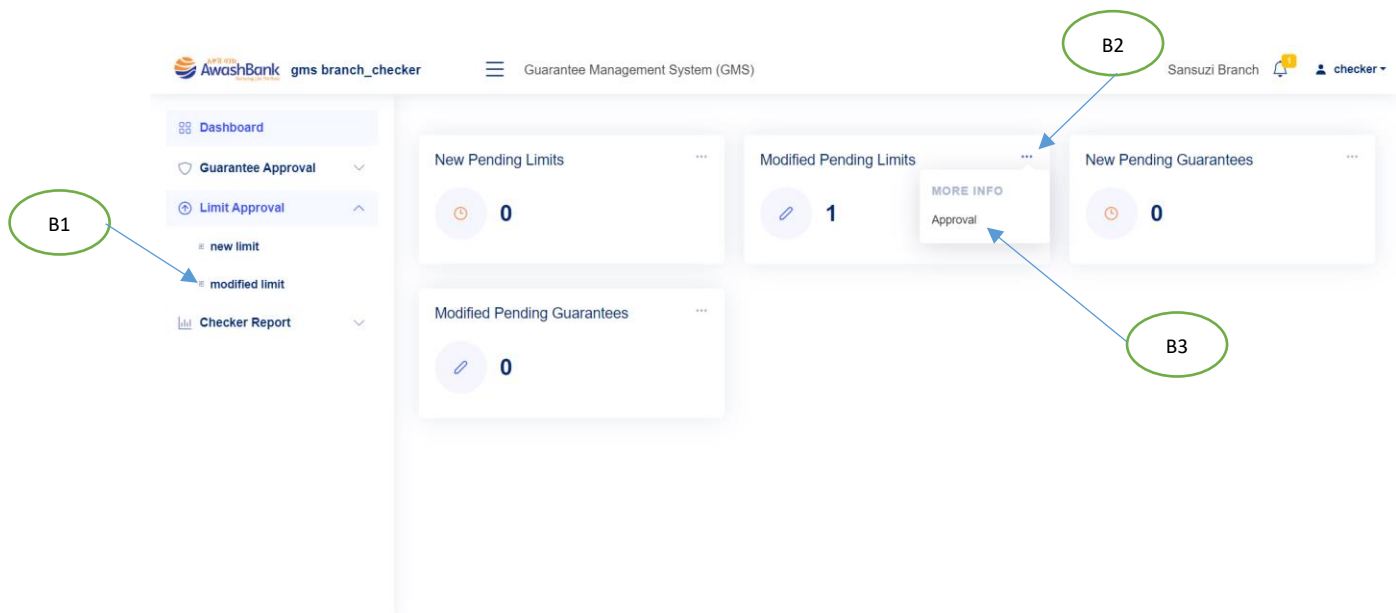 B2
AwashBank gms branch_checker
Guarantee Management System (GMS)
Sansuzi Branch
1
checker
Dashboard
Guarantee Approval
Limit Approval
new limit
modified limit
Checker Report
B1
New Pending Limits
0
Modified Pending Limits
1
MORE INFO
Approval
New Pending Guarantees
0
Modified Pending Guarantees
0
B3